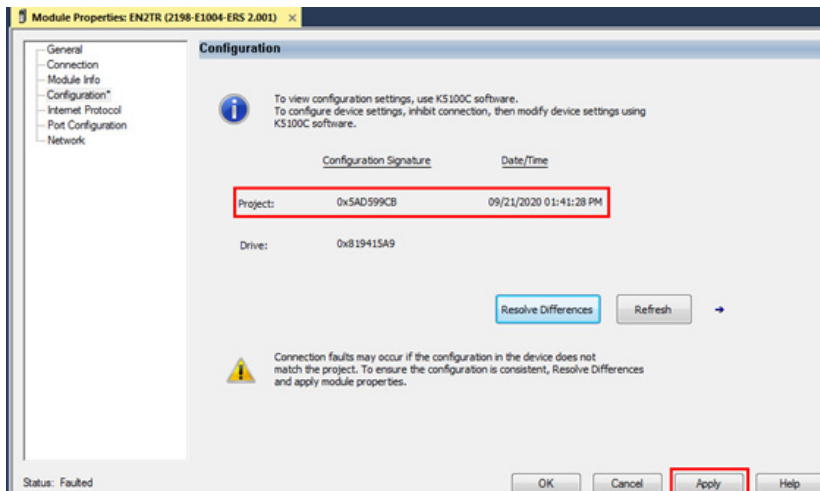 Module Properties: EN2TR (2198-E1004-ERS 2.001) ×
General
Connection
Module Info
Configuration*
Internet Protocol
Port Configuration
Network
Configuration
To view configuration settings, use K5100C software.
To configure device settings, inhibit connection, then modify device settings using
K5100C software.
Configuration Signature Date/Time
Project: 0x5AD599CB 09/21/2020 01:41:28 PM
Drive: 0x819415A9
Resolve Differences Refresh
Connection faults may occur if the configuration in the device does not
match the project. To ensure the configuration is consistent, Resolve Differences
and apply module properties.
Status: Faulted
OK Cancel Apply Help